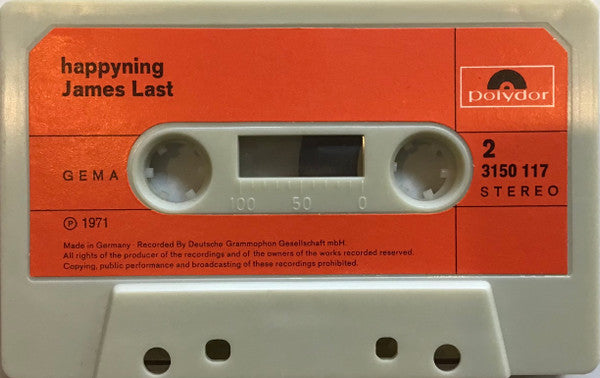 happyning
James Last
polydor
GEMA
2
3150 117
STEREO
100 50 0
℗ 1971
Made in Germany · Recorded By Deutsche Grammophon Gesellschaft mbH.
All rights of the producer of the recordings and of the owners of the works recorded reserved.
Copying, public performance and broadcasting of these recordings prohibited.